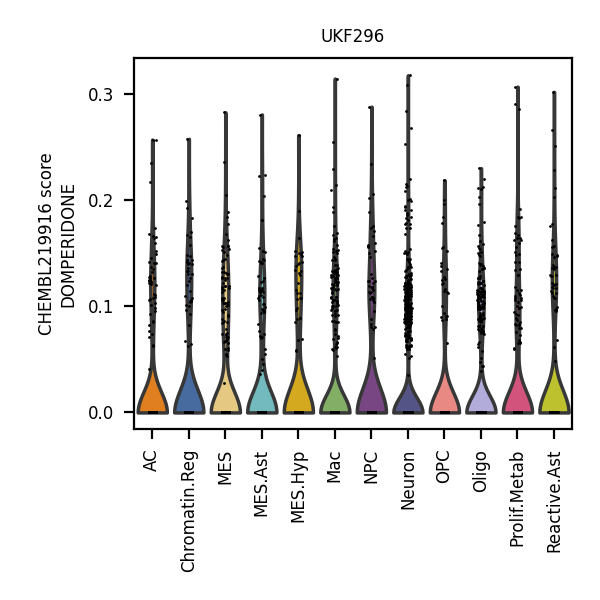 UKF296
CHEMBL219916 score
DOMPERIDONE
0.3
0.2
0.1
0.0
AC
Chromatin.Reg
MES
MES.Ast
MES.Hyp
Mac
NPC
Neuron
OPC
Oligo
Prolif.Metab
Reactive.Ast